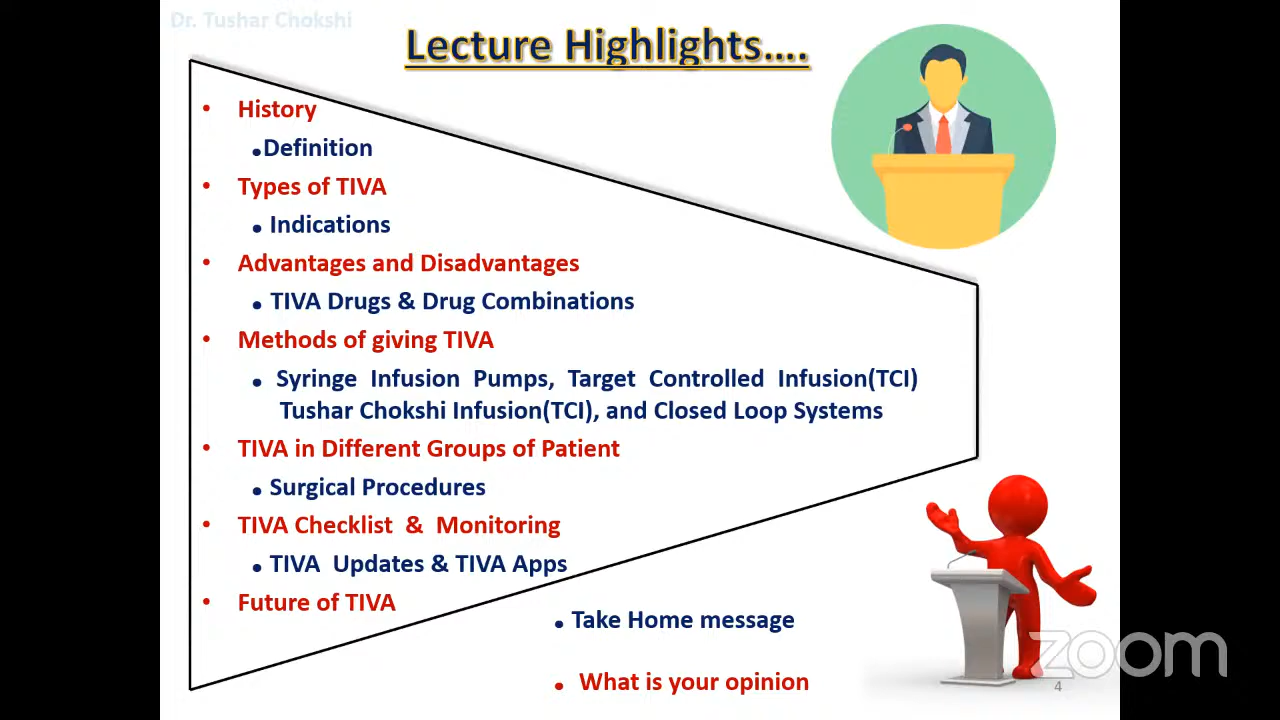 Dr. Tushar Chokshi
Lecture Highlights....
• History
• Definition
• Types of TIVA
• Indications
• Advantages and Disadvantages
• TIVA Drugs & Drug Combinations
• Methods of giving TIVA
• Syringe Infusion Pumps, Target Controlled Infusion(TCI)
Tushar Chokshi Infusion(TCI), and Closed Loop Systems
• TIVA in Different Groups of Patient
• Surgical Procedures
• TIVA Checklist & Monitoring
• TIVA Updates & TIVA Apps
• Future of TIVA
• Take Home message
• What is your opinion
zoom
4